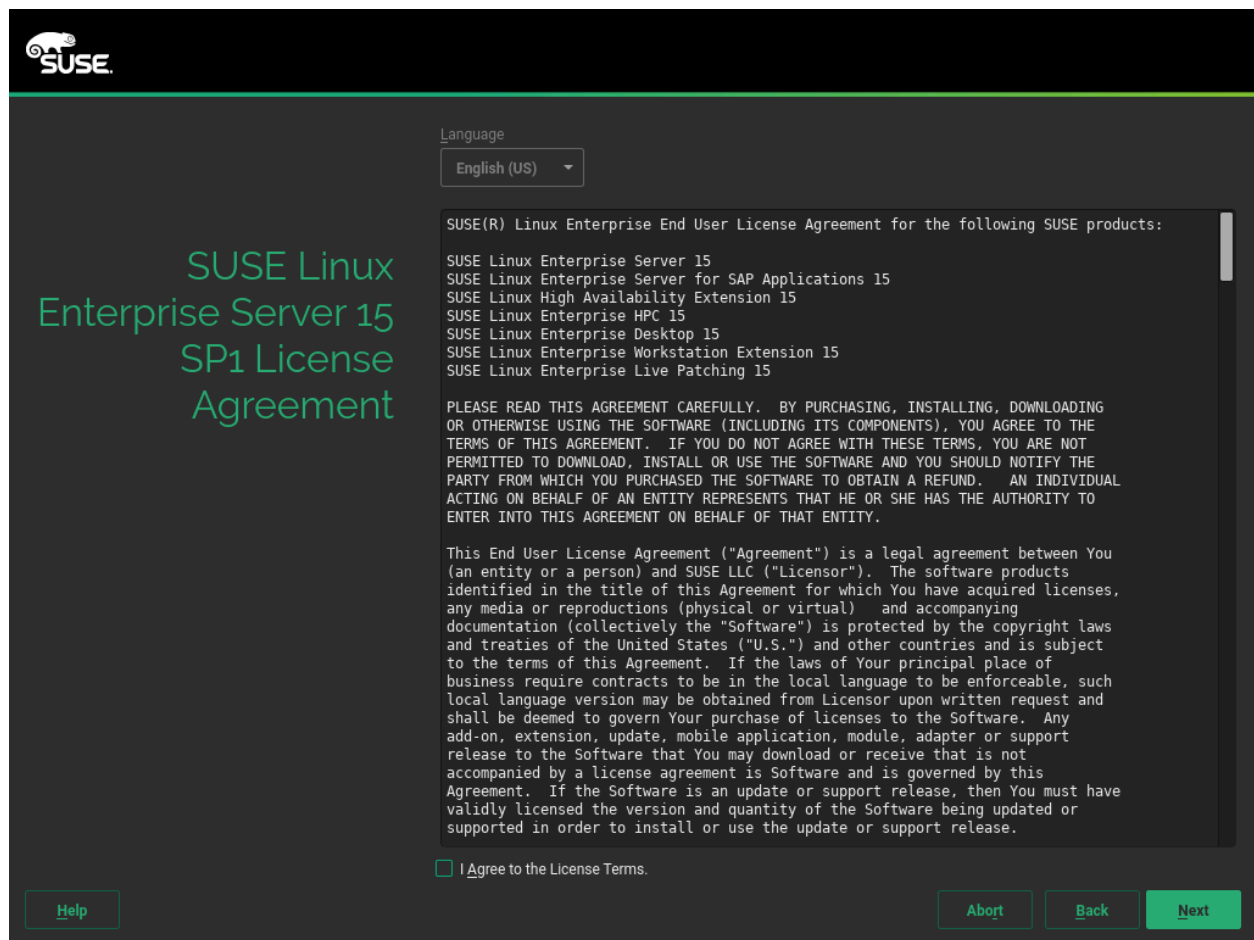 SUSE.
Language
English (US)
SUSE Linux
Enterprise Server 15
SP1 License
Agreement
SUSE(R) Linux Enterprise End User License Agreement for the following SUSE products:
SUSE Linux Enterprise Server 15
SUSE Linux Enterprise Server for SAP Applications 15
SUSE Linux High Availability Extension 15
SUSE Linux Enterprise HPC 15
SUSE Linux Enterprise Desktop 15
SUSE Linux Enterprise Workstation Extension 15
SUSE Linux Enterprise Live Patching 15
PLEASE READ THIS AGREEMENT CAREFULLY.  BY PURCHASING, INSTALLING, DOWNLOADING
OR OTHERWISE USING THE SOFTWARE (INCLUDING ITS COMPONENTS), YOU AGREE TO THE
TERMS OF THIS AGREEMENT.  IF YOU DO NOT AGREE WITH THESE TERMS, YOU ARE NOT
PERMITTED TO DOWNLOAD, INSTALL OR USE THE SOFTWARE AND YOU SHOULD NOTIFY THE
PARTY FROM WHICH YOU PURCHASED THE SOFTWARE TO OBTAIN A REFUND.   AN INDIVIDUAL
ACTING ON BEHALF OF AN ENTITY REPRESENTS THAT HE OR SHE HAS THE AUTHORITY TO
ENTER INTO THIS AGREEMENT ON BEHALF OF THAT ENTITY.
This End User License Agreement ("Agreement") is a legal agreement between You
(an entity or a person) and SUSE LLC ("Licensor").  The software products
identified in the title of this Agreement for which You have acquired licenses,
any media or reproductions (physical or virtual)   and accompanying
documentation (collectively the "Software") is protected by the copyright laws
and treaties of the United States ("U.S.") and other countries and is subject
to the terms of this Agreement.  If the laws of Your principal place of
business require contracts to be in the local language to be enforceable, such
local language version may be obtained from Licensor upon written request and
shall be deemed to govern Your purchase of licenses to the Software.  Any
add-on, extension, update, mobile application, module, adapter or support
release to the Software that You may download or receive that is not
accompanied by a license agreement is Software and is governed by this
Agreement.  If the Software is an update or support release, then You must have
validly licensed the version and quantity of the Software being updated or
supported in order to install or use the update or support release.
I Agree to the License Terms.
Help
Abort
Back
Next